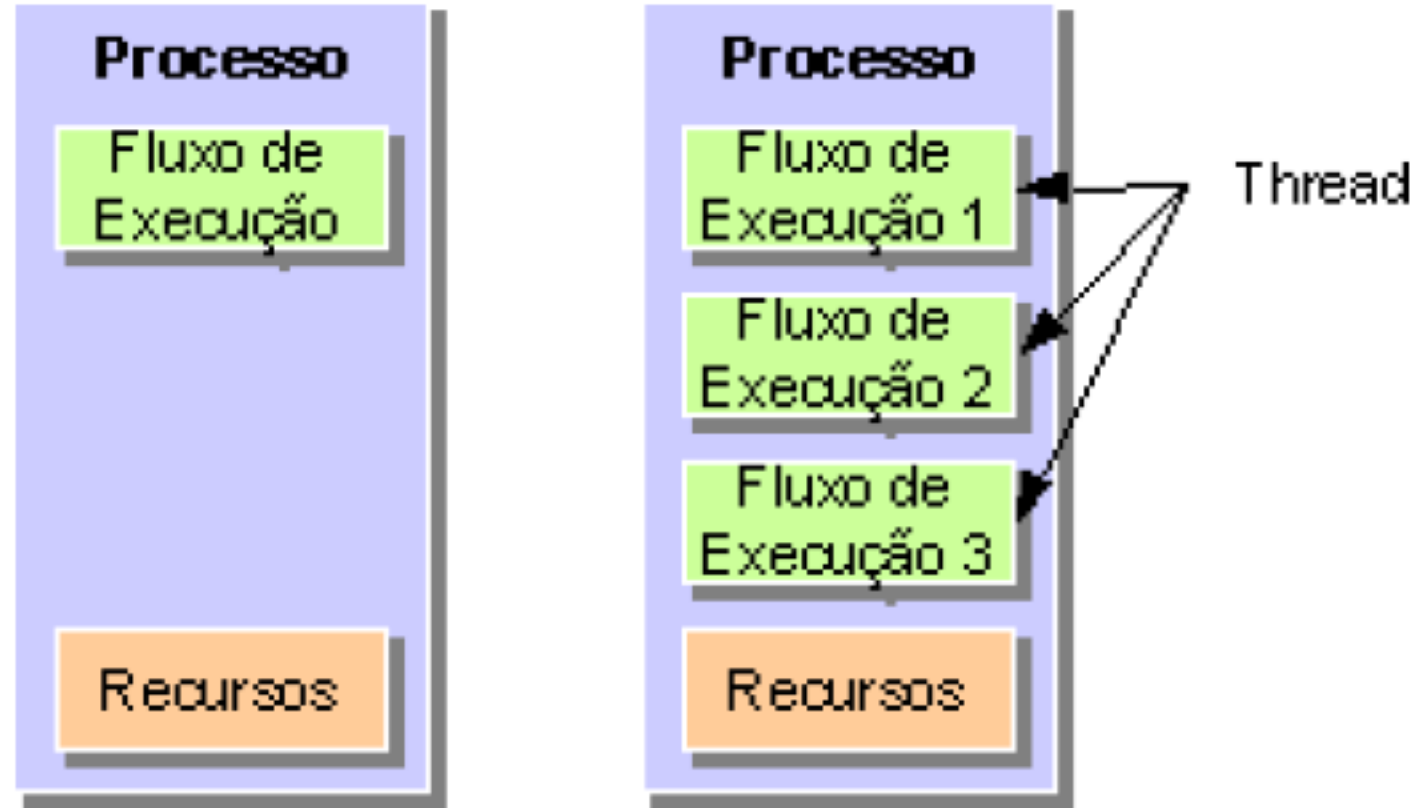 Processo
Fluxo de
Execução
Recursos
Processo
Fluxo de
Execução 1
Fluxo de
Execução 2
Fluxo de
Execução 3
Recursos
Thread